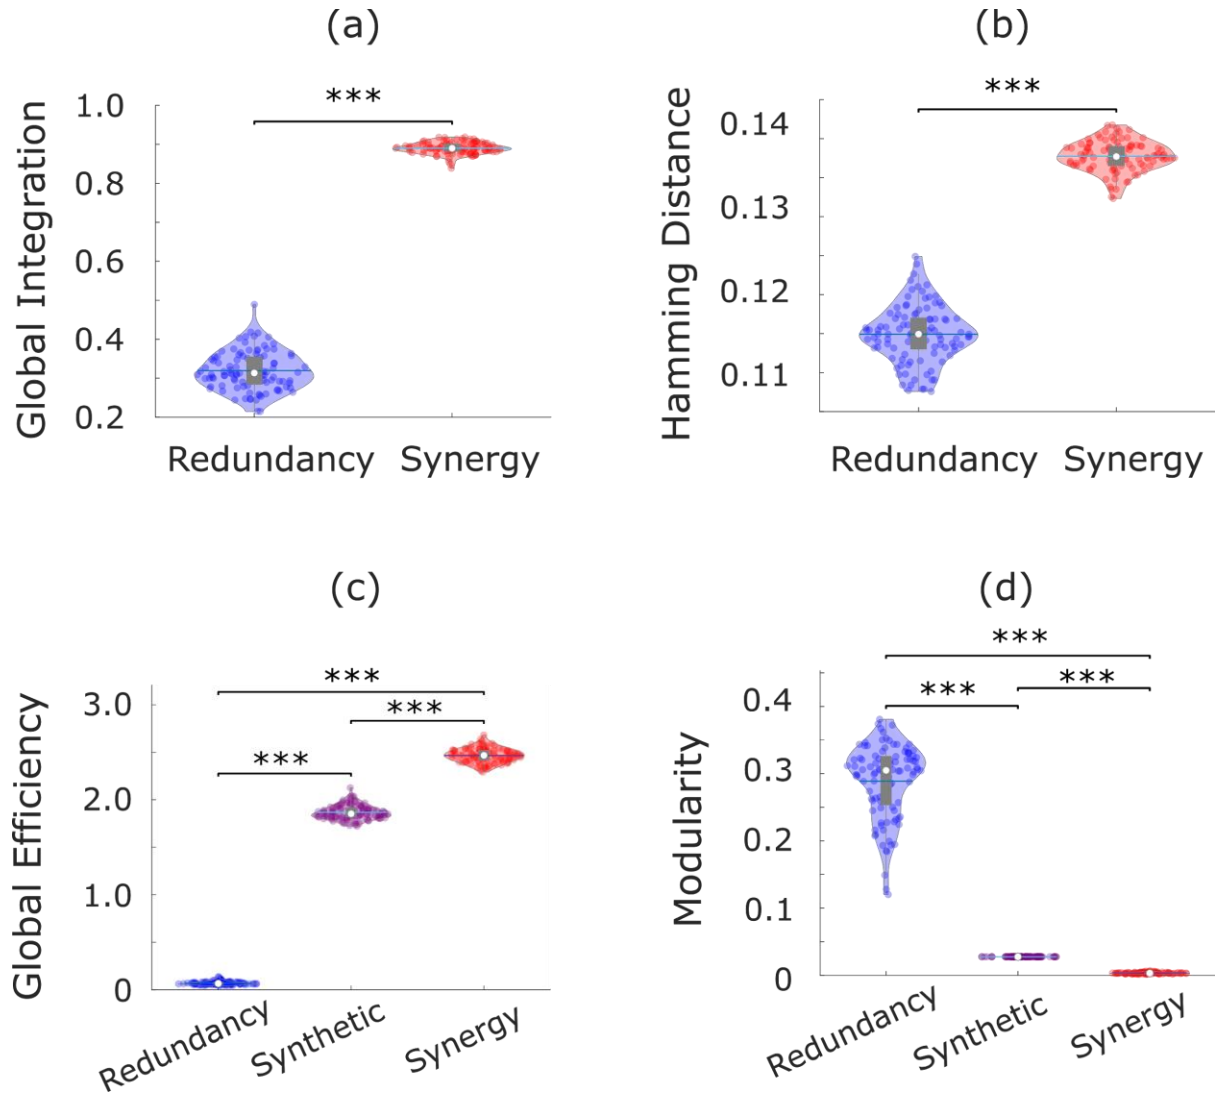 (a)
Global Integration
1.0
0.8
0.6
0.4
0.2
***
Redundancy Synergy
(b)
Hamming Distance
0.14
0.13
0.12
0.11
***
Redundancy Synergy
(c)
Global Efficiency
3.0
2.0
1.0
0
***
***
***
Redundancy
Synthetic
Synergy
(d)
Modularity
0.4
0.3
0.2
0.1
0
***
***
***
Redundancy
Synthetic
Synergy